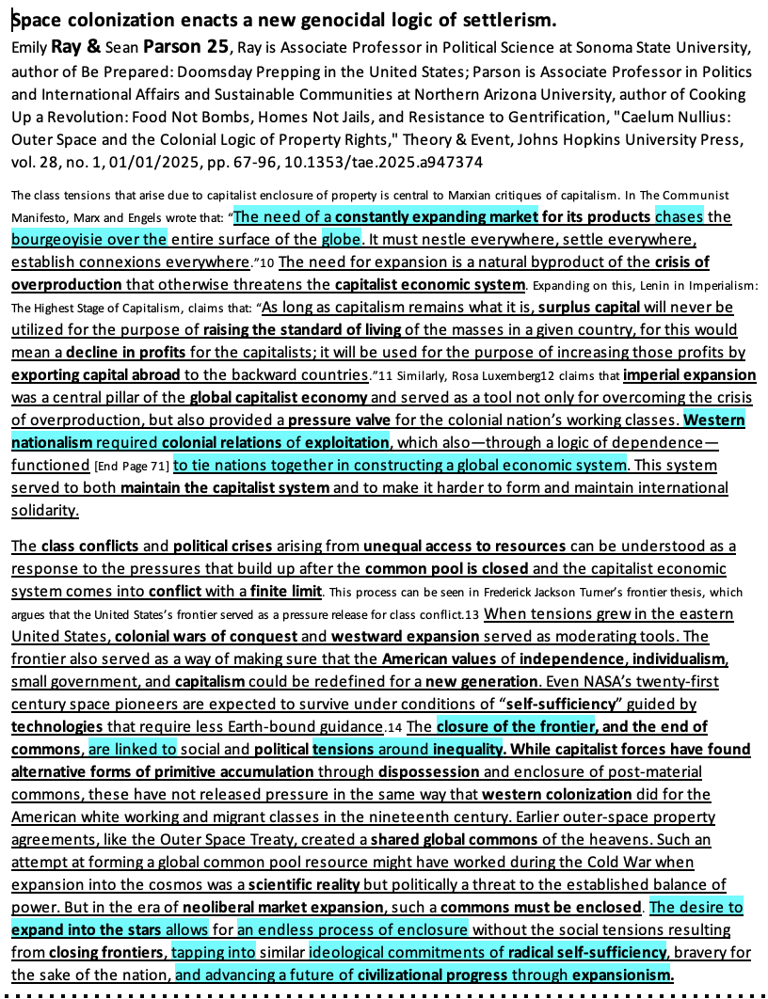 Space colonization enacts a new genocidal logic of settlerism.
Emily Ray & Sean Parson 25, Ray is Associate Professor in Political Science at Sonoma State University,
author of Be Prepared: Doomsday Prepping in the United States; Parson is Associate Professor in Politics
and International Affairs and Sustainable Communities at Northern Arizona University, author of Cooking
Up a Revolution: Food Not Bombs, Homes Not Jails, and Resistance to Gentrification, "Caelum Nullius:
Outer Space and the Colonial Logic of Property Rights," Theory & Event, Johns Hopkins University Press,
vol. 28, no. 1, 01/01/2025, pp. 67-96, 10.1353/tae.2025.a947374
The class tensions that arise due to capitalist enclosure of property is central to Marxian critiques of capitalism. In The Communist
Manifesto, Marx and Engels wrote that: “The need of a constantly expanding market for its products chases the
bourgeoyisie over the entire surface of the globe. It must nestle everywhere, settle everywhere,
establish connexions everywhere.”10 The need for expansion is a natural byproduct of the crisis of
overproduction that otherwise threatens the capitalist economic system. Expanding on this, Lenin in Imperialism:
The Highest Stage of Capitalism, claims that: “As long as capitalism remains what it is, surplus capital will never be
utilized for the purpose of raising the standard of living of the masses in a given country, for this would
mean a decline in profits for the capitalists; it will be used for the purpose of increasing those profits by
exporting capital abroad to the backward countries.”11 Similarly, Rosa Luxemberg12 claims that imperial expansion
was a central pillar of the global capitalist economy and served as a tool not only for overcoming the crisis
of overproduction, but also provided a pressure valve for the colonial nation’s working classes. Western
nationalism required colonial relations of exploitation, which also—through a logic of dependence—
functioned [End Page 71] to tie nations together in constructing a global economic system. This system
served to both maintain the capitalist system and to make it harder to form and maintain international
solidarity.
The class conflicts and political crises arising from unequal access to resources can be understood as a
response to the pressures that build up after the common pool is closed and the capitalist economic
system comes into conflict with a finite limit. This process can be seen in Frederick Jackson Turner’s frontier thesis, which
argues that the United States’s frontier served as a pressure release for class conflict.13 When tensions grew in the eastern
United States, colonial wars of conquest and westward expansion served as moderating tools. The
frontier also served as a way of making sure that the American values of independence, individualism,
small government, and capitalism could be redefined for a new generation. Even NASA’s twenty-first
century space pioneers are expected to survive under conditions of “self-sufficiency” guided by
technologies that require less Earth-bound guidance.14 The closure of the frontier, and the end of
commons, are linked to social and political tensions around inequality. While capitalist forces have found
alternative forms of primitive accumulation through dispossession and enclosure of post-material
commons, these have not released pressure in the same way that western colonization did for the
American white working and migrant classes in the nineteenth century. Earlier outer-space property
agreements, like the Outer Space Treaty, created a shared global commons of the heavens. Such an
attempt at forming a global common pool resource might have worked during the Cold War when
expansion into the cosmos was a scientific reality but politically a threat to the established balance of
power. But in the era of neoliberal market expansion, such a commons must be enclosed. The desire to
expand into the stars allows for an endless process of enclosure without the social tensions resulting
from closing frontiers, tapping into similar ideological commitments of radical self-sufficiency, bravery for
the sake of the nation, and advancing a future of civilizational progress through expansionism.